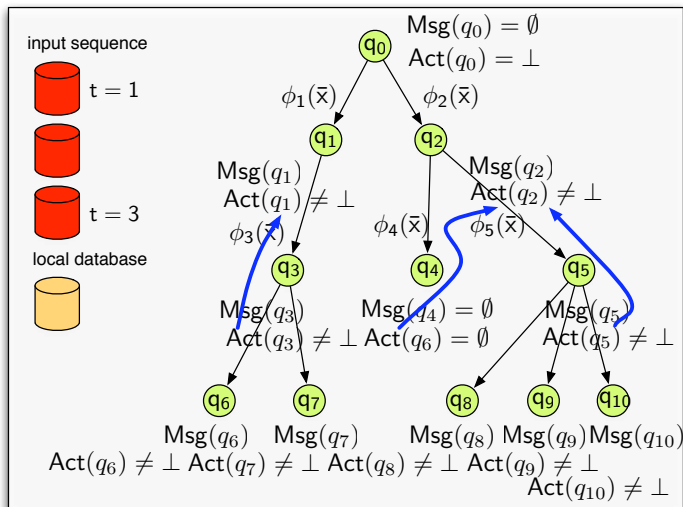 input sequence
t = 1
t = 3
local database
q₀
Msg(q₀) = ∅
Act(q₀) = ⊥
ϕ₁(x̄)
ϕ₂(x̄)
q₁
q₂
Msg(q₁)
Act(q₁) ≠ ⊥
Msg(q₂)
Act(q₂) ≠ ⊥
ϕ₃(x̄)
ϕ₄(x̄)
ϕ₅(x̄)
q₃
q₄
q₅
Msg(q₃)
Act(q₃) ≠ ⊥
Msg(q₄) = ∅
Act(q₆) = ∅
Msg(q₅)
Act(q₅) ≠ ⊥
q₆
q₇
q₈
q₉
q₁₀
Msg(q₆)
Msg(q₇)
Msg(q₈)
Msg(q₉)
Msg(q₁₀)
Act(q₆) ≠ ⊥
Act(q₇) ≠ ⊥
Act(q₈) ≠ ⊥
Act(q₉) ≠ ⊥
Act(q₁₀) ≠ ⊥